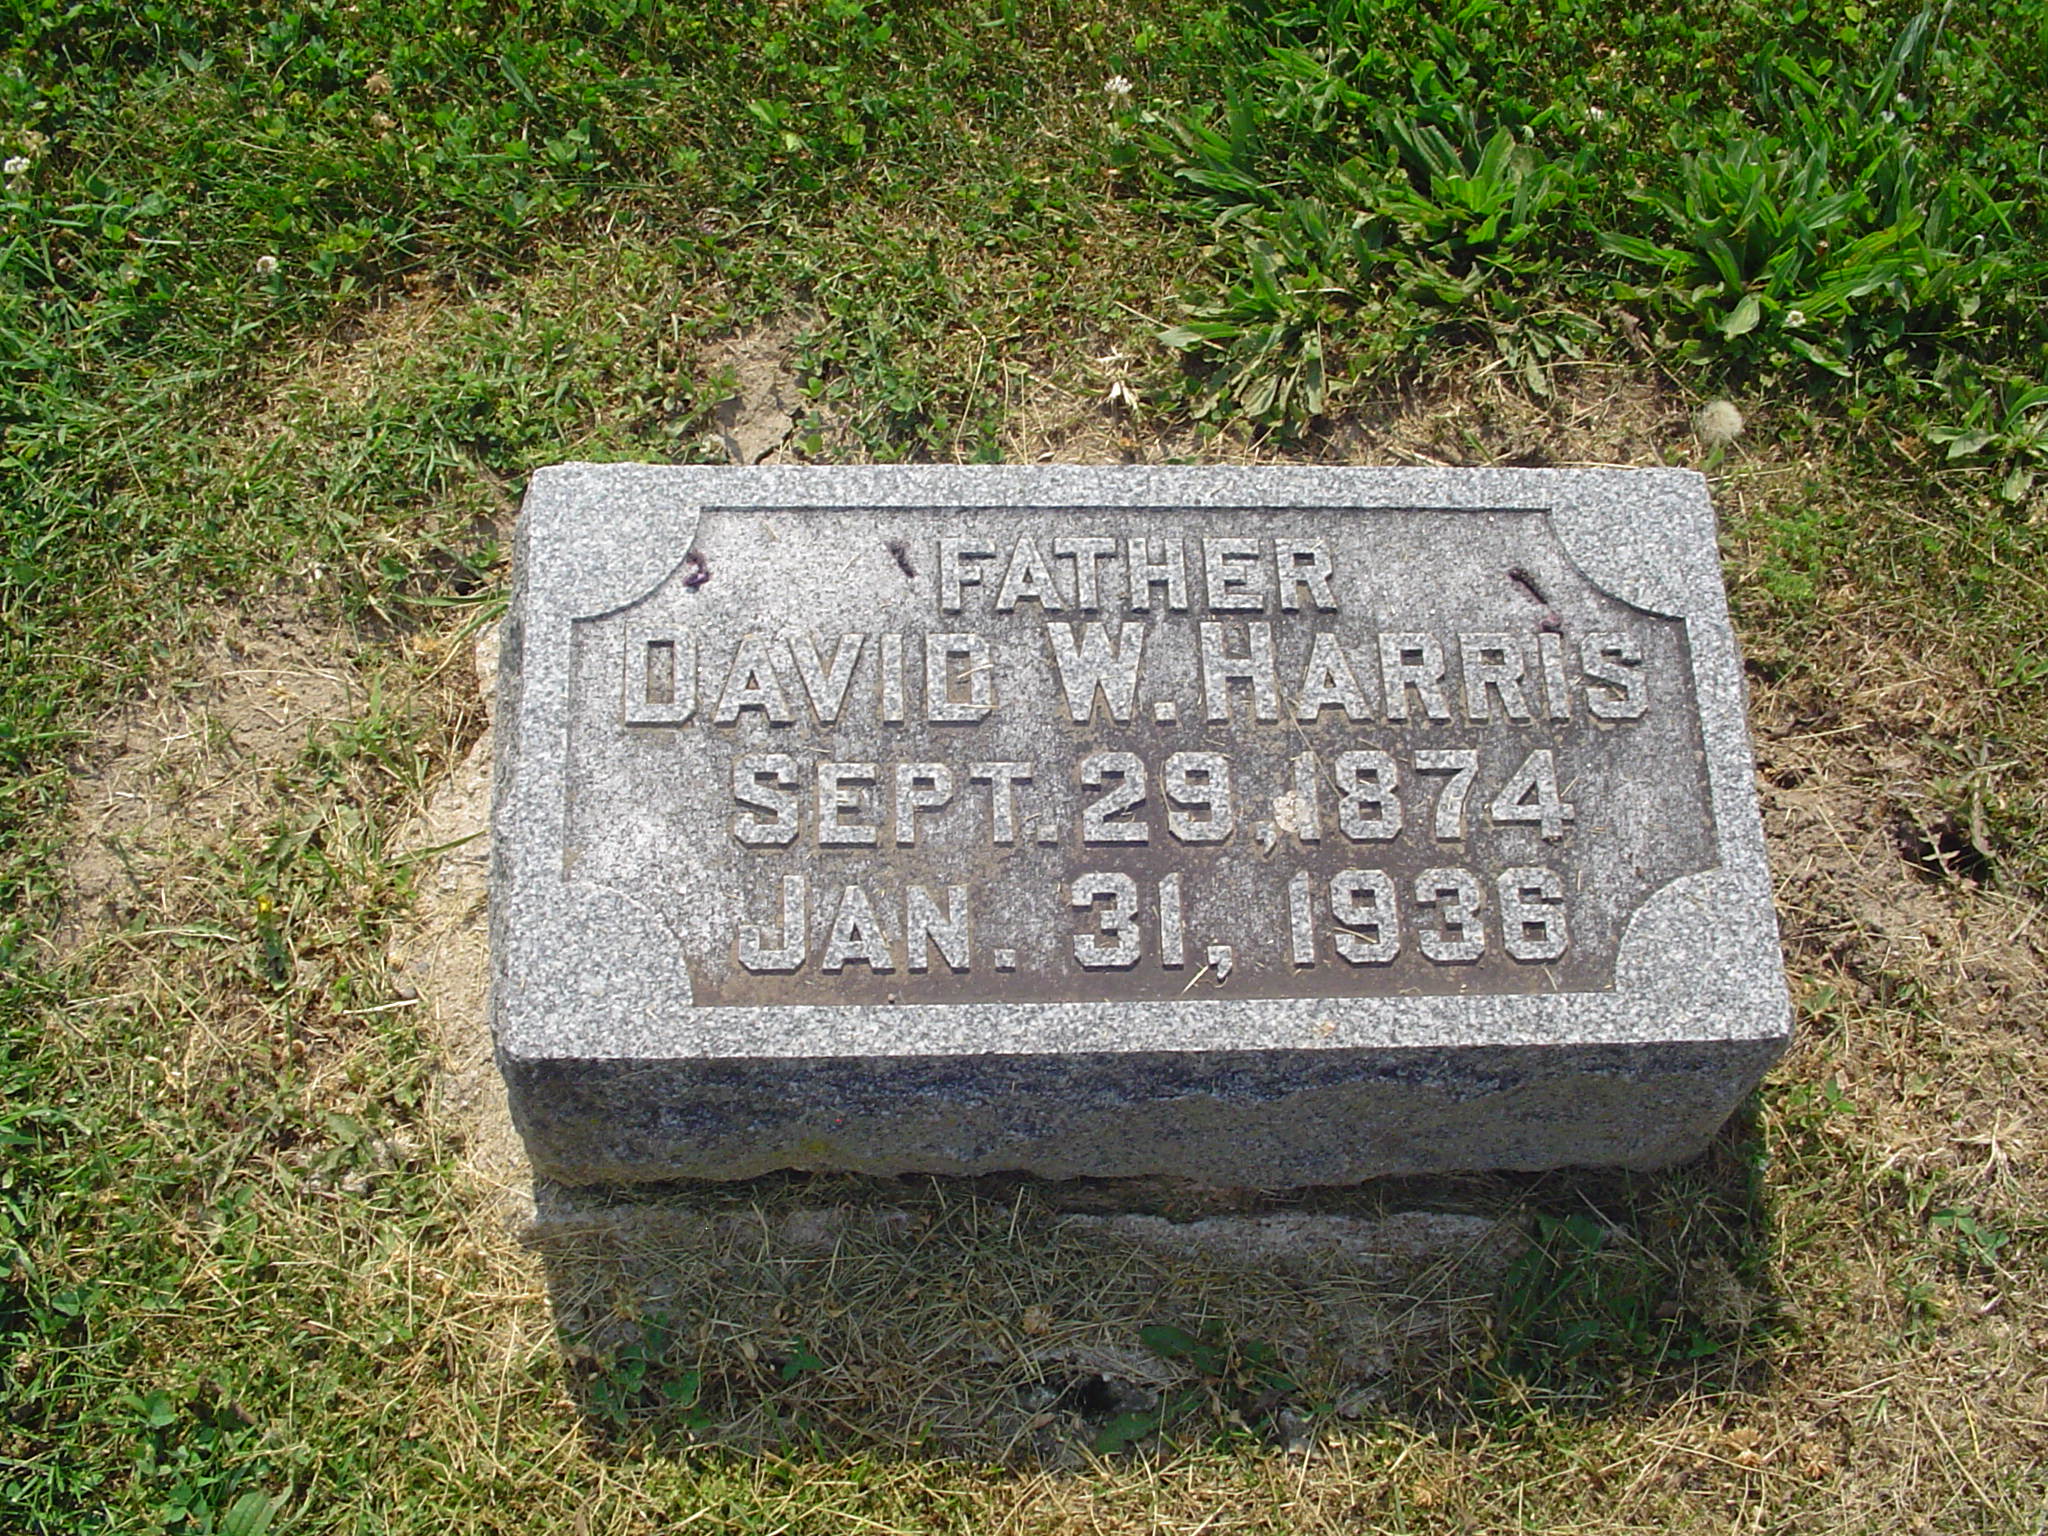 FATHER
DAVID W. HARRIS
SEPT. 29, 1874
JAN. 31, 1936